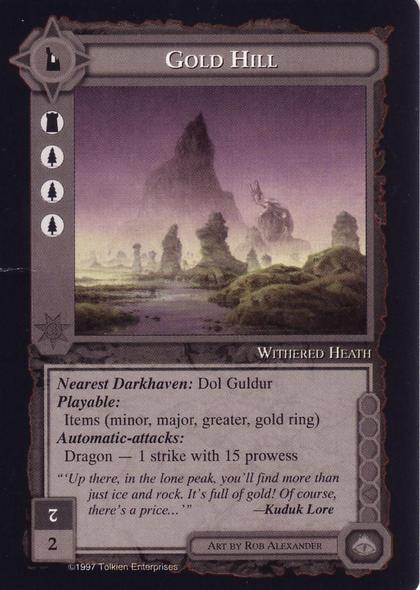 GOLD HILL
WITHERED HEATH
Nearest Darkhaven: Dol Guldur
Playable:
Items (minor, major, greater, gold ring)
Automatic-attacks:
Dragon — 1 strike with 15 prowess
“‘Up there, in the lone peak, you'll find more than
just ice and rock. It's full of gold! Of course,
there's a price...’” —Kuduk Lore
2
2
ART BY ROB ALEXANDER
©1997 Tolkien Enterprises